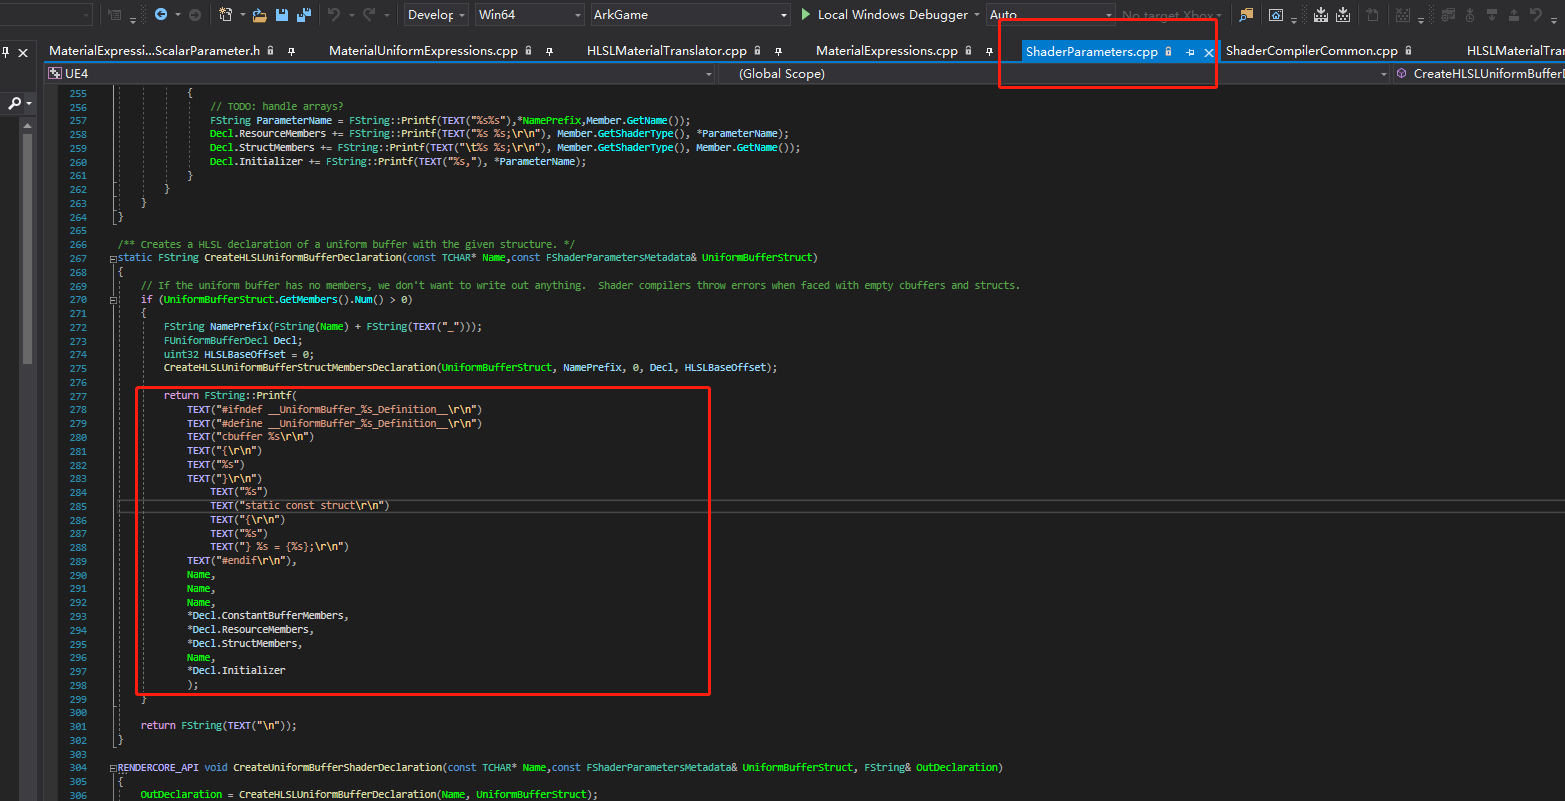 Develop Win64 ArkGame Local Windows Debugger Auto No target Xbox
MaterialExpressi...ScalarParameter.h MaterialUniformExpressions.cpp HLSLMaterialTranslator.cpp MaterialExpressions.cpp ShaderParameters.cpp ShaderCompilerCommon.cpp HLSLMaterialTran
UE4 (Global Scope) CreateHLSLUniformBufferD
255 {
256 // TODO: handle arrays?
257 FString ParameterName = FString::Printf(TEXT("%s%s"),*NamePrefix,Member.GetName());
258 Decl.ResourceMembers += FString::Printf(TEXT("%s %s;\r\n"), Member.GetShaderType(), *ParameterName);
259 Decl.StructMembers += FString::Printf(TEXT("\t%s %s;\r\n"), Member.GetShaderType(), Member.GetName());
260 Decl.Initializer += FString::Printf(TEXT("%s,"), *ParameterName);
261 }
262 }
263 }
264 }
265
266 /** Creates a HLSL declaration of a uniform buffer with the given structure. */
267 static FString CreateHLSLUniformBufferDeclaration(const TCHAR* Name,const FShaderParametersMetadata& UniformBufferStruct)
268 {
269 // If the uniform buffer has no members, we don't want to write out anything.  Shader compilers throw errors when faced with empty cbuffers and structs.
270 if (UniformBufferStruct.GetMembers().Num() > 0)
271 {
272 FString NamePrefix(FString(Name) + FString(TEXT("_")));
273 FUniformBufferDecl Decl;
274 uint32 HLSLBaseOffset = 0;
275 CreateHLSLUniformBufferStructMembersDeclaration(UniformBufferStruct, NamePrefix, 0, Decl, HLSLBaseOffset);
276
277 return FString::Printf(
278 TEXT("#ifndef __UniformBuffer_%s_Definition__\r\n")
279 TEXT("#define __UniformBuffer_%s_Definition__\r\n")
280 TEXT("cbuffer %s\r\n")
281 TEXT("{\r\n")
282 TEXT("%s")
283 TEXT("}\r\n")
284 TEXT("%s")
285 TEXT("static const struct\r\n")
286 TEXT("{\r\n")
287 TEXT("%s")
288 TEXT("} %s = {%s};\r\n")
289 TEXT("#endif\r\n"),
290 Name,
291 Name,
292 Name,
293 *Decl.ConstantBufferMembers,
294 *Decl.ResourceMembers,
295 *Decl.StructMembers,
296 Name,
297 *Decl.Initializer
298 );
299 }
300
301 return FString(TEXT("\n"));
302 }
303
304 RENDERCORE_API void CreateUniformBufferShaderDeclaration(const TCHAR* Name,const FShaderParametersMetadata& UniformBufferStruct, FString& OutDeclaration)
305 {
306 OutDeclaration = CreateHLSLUniformBufferDeclaration(Name, UniformBufferStruct);